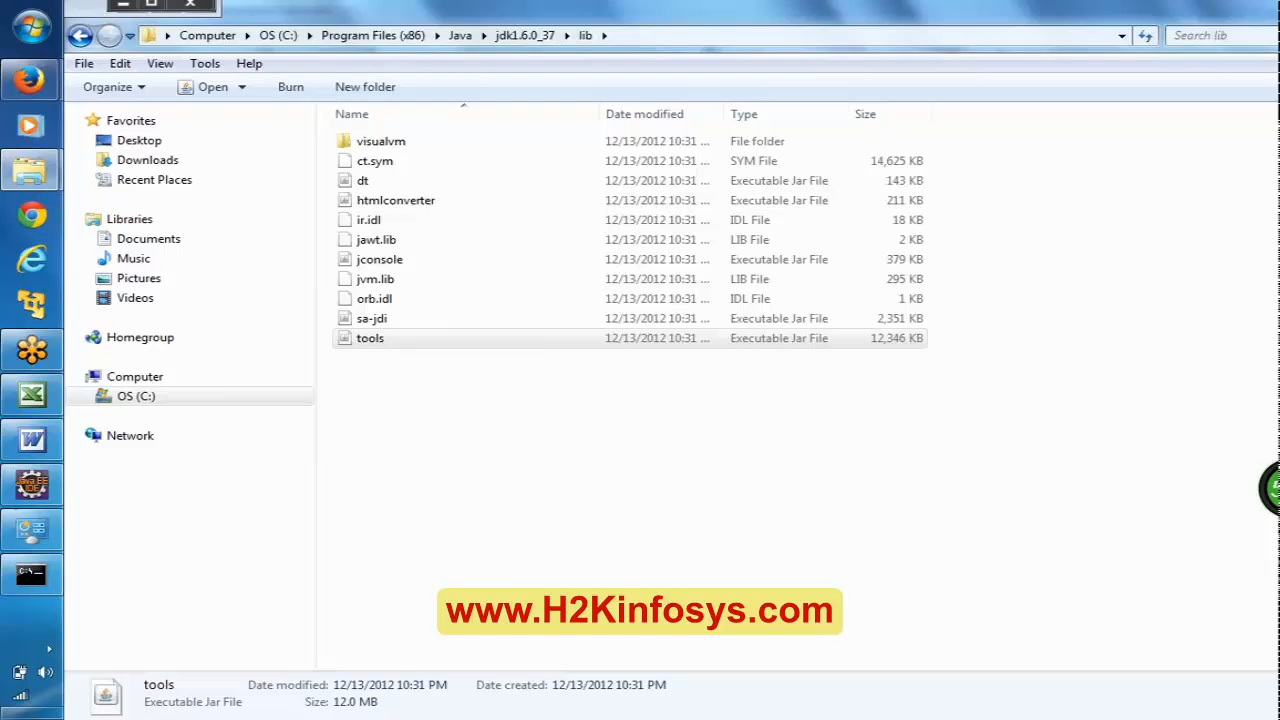 Computer OS (C:) Program Files (x86) Java jdk1.6.0_37 lib Search lib
File Edit View Tools Help
Organize Open Burn New folder
Name Date modified Type Size
Favorites
Desktop
Downloads
Recent Places
Libraries
Documents
Music
Pictures
Videos
Homegroup
Computer
OS (C:)
Network
visualvm 12/13/2012 10:31 ... File folder
ct.sym 12/13/2012 10:31 ... SYM File 14,625 KB
dt 12/13/2012 10:31 ... Executable Jar File 143 KB
htmlconverter 12/13/2012 10:31 ... Executable Jar File 211 KB
ir.idl 12/13/2012 10:31 ... IDL File 18 KB
jawt.lib 12/13/2012 10:31 ... LIB File 2 KB
jconsole 12/13/2012 10:31 ... Executable Jar File 379 KB
jvm.lib 12/13/2012 10:31 ... LIB File 295 KB
orb.idl 12/13/2012 10:31 ... IDL File 1 KB
sa-jdi 12/13/2012 10:31 ... Executable Jar File 2,351 KB
tools 12/13/2012 10:31 ... Executable Jar File 12,346 KB
Java EE
IDE
C:\
www.H2Kinfosys.com
tools Date modified: 12/13/2012 10:31 PM Date created: 12/13/2012 10:31 PM
Executable Jar File Size: 12.0 MB